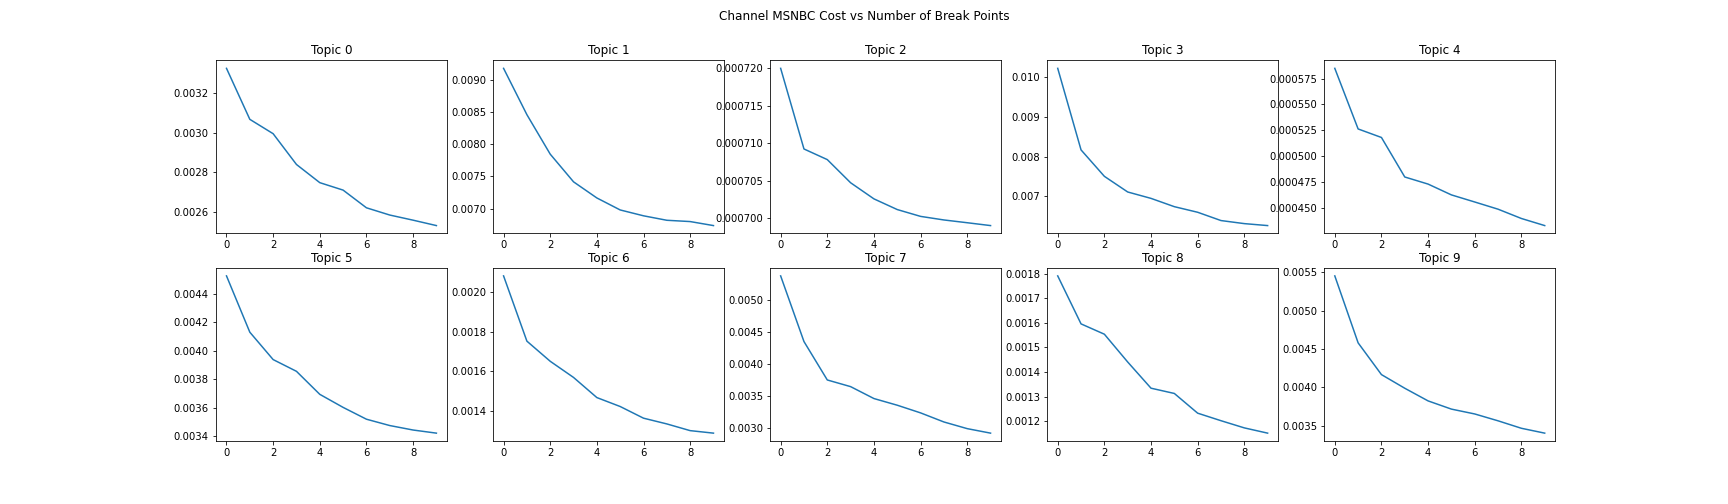 Channel MSNBC Cost vs Number of Break Points
Topic 0
0.0032
0.0030
0.0028
0.0026
0 2 4 6 8
Topic 1
0.0090
0.0085
0.0080
0.0075
0.0070
0 2 4 6 8
Topic 2
0.000720
0.000715
0.000710
0.000705
0.000700
0 2 4 6 8
Topic 3
0.010
0.009
0.008
0.007
0 2 4 6 8
Topic 4
0.000575
0.000550
0.000525
0.000500
0.000475
0.000450
0 2 4 6 8
Topic 5
0.0044
0.0042
0.0040
0.0038
0.0036
0.0034
0 2 4 6 8
Topic 6
0.0020
0.0018
0.0016
0.0014
0 2 4 6 8
Topic 7
0.0050
0.0045
0.0040
0.0035
0.0030
0 2 4 6 8
Topic 8
0.0018
0.0017
0.0016
0.0015
0.0014
0.0013
0.0012
0 2 4 6 8
Topic 9
0.0055
0.0050
0.0045
0.0040
0.0035
0 2 4 6 8